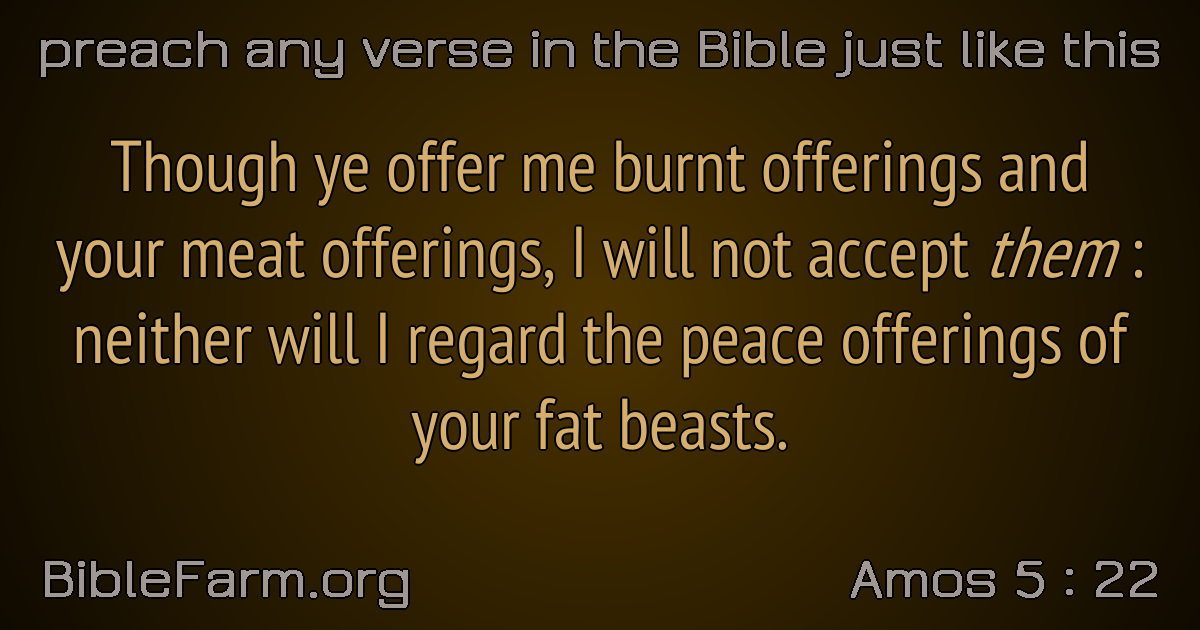 preach any verse in the Bible just like this
Though ye offer me burnt offerings and
your meat offerings, I will not accept them :
neither will I regard the peace offerings of
your fat beasts.
BibleFarm.org
Amos 5 : 22